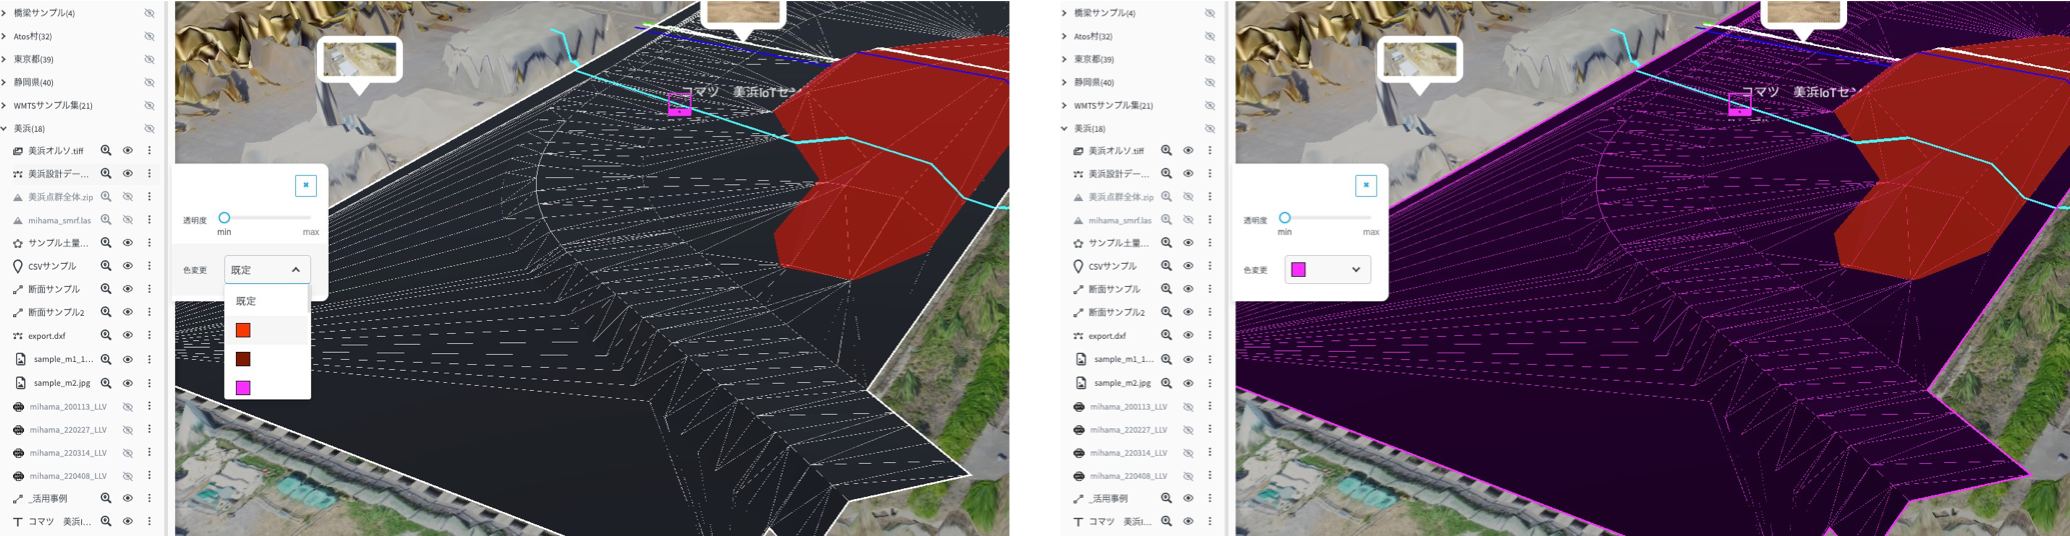 橋梁サンプル(4)
Atos村(32)
東京都(39)
静岡県(40)
WMTSサンプル集(21)
美浜(18)
美浜オルソ.tiff
美浜設計デー...
美浜点群全体.zip
mihama_smrf.las
サンプル土量...
CSVサンプル
断面サンプル
断面サンプル2
export.dxf
sample_m1_1...
sample_m2.jpg
mihama_200113_LLV
mihama_220227_LLV
mihama_220314_LLV
mihama_220408_LLV
_活用事例
コマツ 美浜I...
透明度
min
max
色変更
既定
既定
コマツ 美浜IoTセン
橋梁サンプル(4)
Atos村(32)
東京都(39)
静岡県(40)
WMTSサンプル集(21)
美浜(18)
美浜オルソ.tiff
美浜設計デー...
美浜点群全体.zip
mihama_smrf.las
サンプル土量...
CSVサンプル
断面サンプル
断面サンプル2
export.dxf
sample_m1_1...
sample_m2.jpg
mihama_200113_LLV
mihama_220227_LLV
mihama_220314_LLV
mihama_220408_LLV
_活用事例
コマツ 美浜I...
透明度
min
max
色変更
コマツ 美浜IoTセン